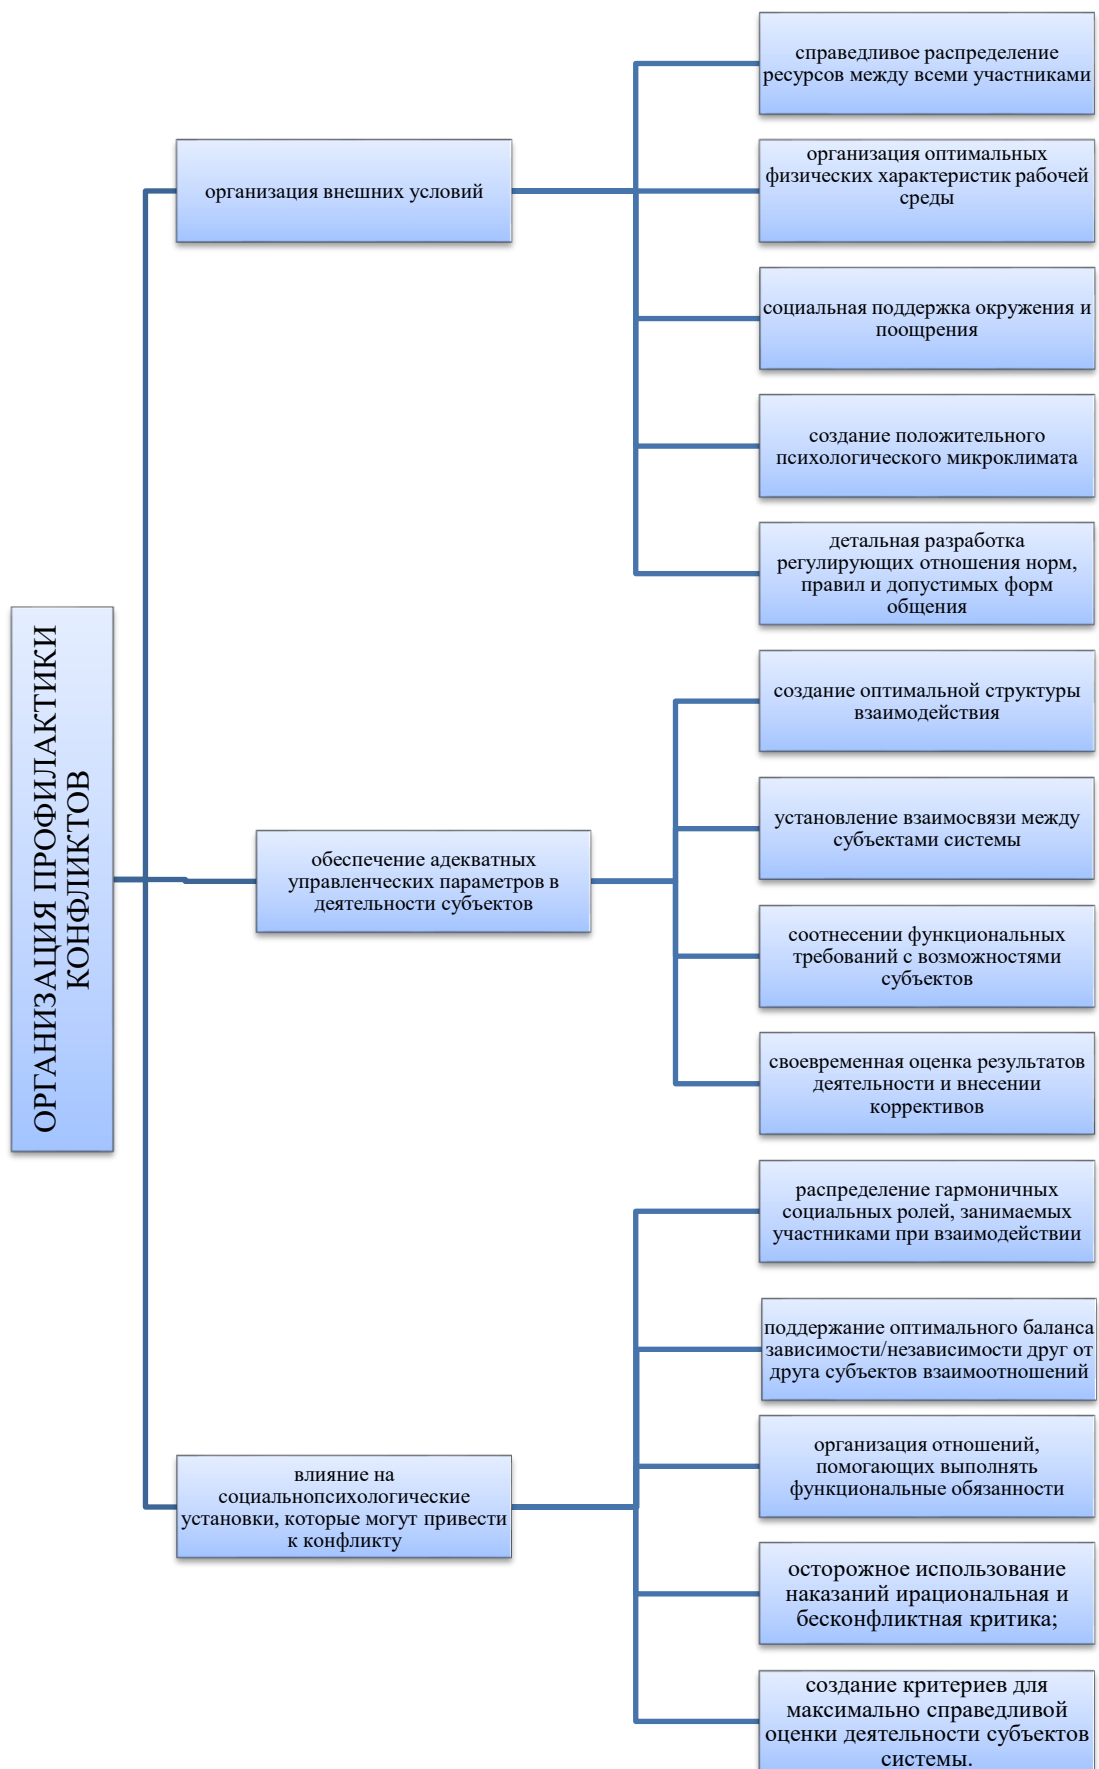 ОРГАНИЗАЦИЯ ПРОФИЛАКТИКИ
КОНФЛИКТОВ
организация внешних условий
справедливое распределение
ресурсов между всеми участниками
организация оптимальных
физических характеристик рабочей
среды
социальная поддержка окружения и
поощрения
создание положительного
психологического микроклимата
детальная разработка
регулирующих отношения норм,
правил и допустимых форм
общения
обеспечение адекватных
управленческих параметров в
деятельности субъектов
создание оптимальной структуры
взаимодействия
установление взаимосвязи между
субъектами системы
соотнесении функциональных
требований с возможностями
субъектов
своевременная оценка результатов
деятельности и внесении
коррективов
влияние на
социальнопсихологические
установки, которые могут привести
к конфликту
распределение гармоничных
социальных ролей, занимаемых
участниками при взаимодействии
поддержание оптимального баланса
зависимости/независимости друг от
друга субъектов взаимоотношений
организация отношений,
помогающих выполнять
функциональные обязанности
осторожное использование
наказаний ирациональная и
бесконфликтная критика;
создание критериев для
максимально справедливой
оценки деятельности субъектов
системы.